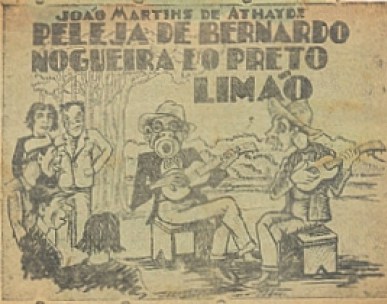 JOÃO MARTINS DE ATHAYDE
PELEJA DE BERNARDO
NOGUEIRA E O PRETO
LIMÃO